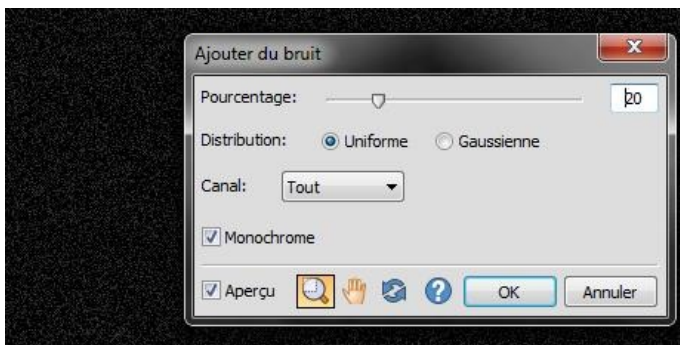 Ajouter du bruit
Pourcentage: 20
Distribution: Uniforme Gaussienne
Canal: Tout
Monochrome
Aperçu OK Annuler